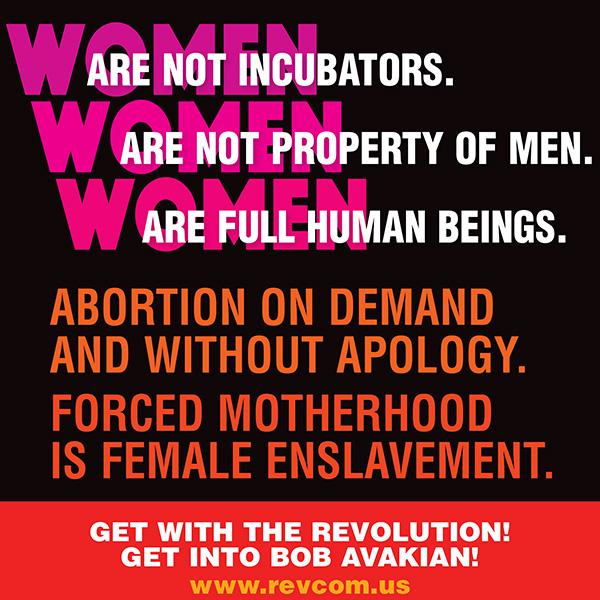 WOMEN
ARE NOT INCUBATORS.
WOMEN
ARE NOT PROPERTY OF MEN.
WOMEN
ARE FULL HUMAN BEINGS.
ABORTION ON DEMAND
AND WITHOUT APOLOGY.
FORCED MOTHERHOOD
IS FEMALE ENSLAVEMENT.
GET WITH THE REVOLUTION!
GET INTO BOB AVAKIAN!
www.revcom.us